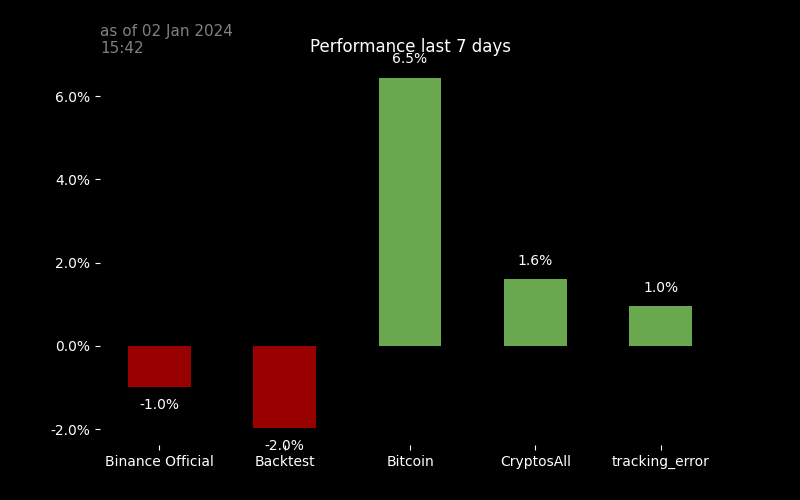 as of 02 Jan 2024
15:42
Performance last 7 days
6.5%
6.0%
4.0%
2.0%
1.6%
1.0%
0.0%
-1.0%
-2.0%
-2.0%
Binance Official
Backtest
Bitcoin
CryptosAll
tracking_error